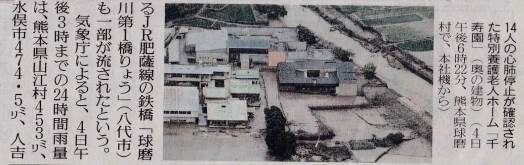 14人の心肺停止が確認され
た特別養護老人ホーム「千
寿園」(奥の建物)(4日
午後6時22分、熊本県球磨
村で、本社機から)
るJR肥薩線の鉄橋「球磨
川第1橋りょう」(八代市)
も一部が流されたという。
気象庁によると、4日午
後3時までの24時間雨量
は、熊本県山江村453㍉、
水俣市474・5㍉、人吉